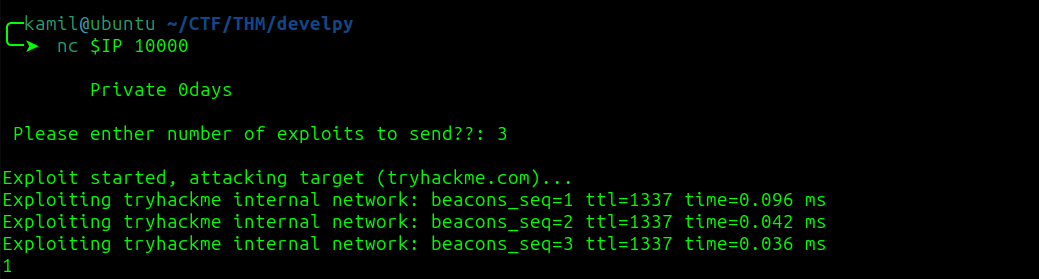 kamil@ubuntu ~/CTF/THM/develpy
nc $IP 10000
Private 0days
Please enther number of exploits to send??: 3
Exploit started, attacking target (tryhackme.com)...
Exploiting tryhackme internal network: beacons_seq=1 ttl=1337 time=0.096 ms
Exploiting tryhackme internal network: beacons_seq=2 ttl=1337 time=0.042 ms
Exploiting tryhackme internal network: beacons_seq=3 ttl=1337 time=0.036 ms
1